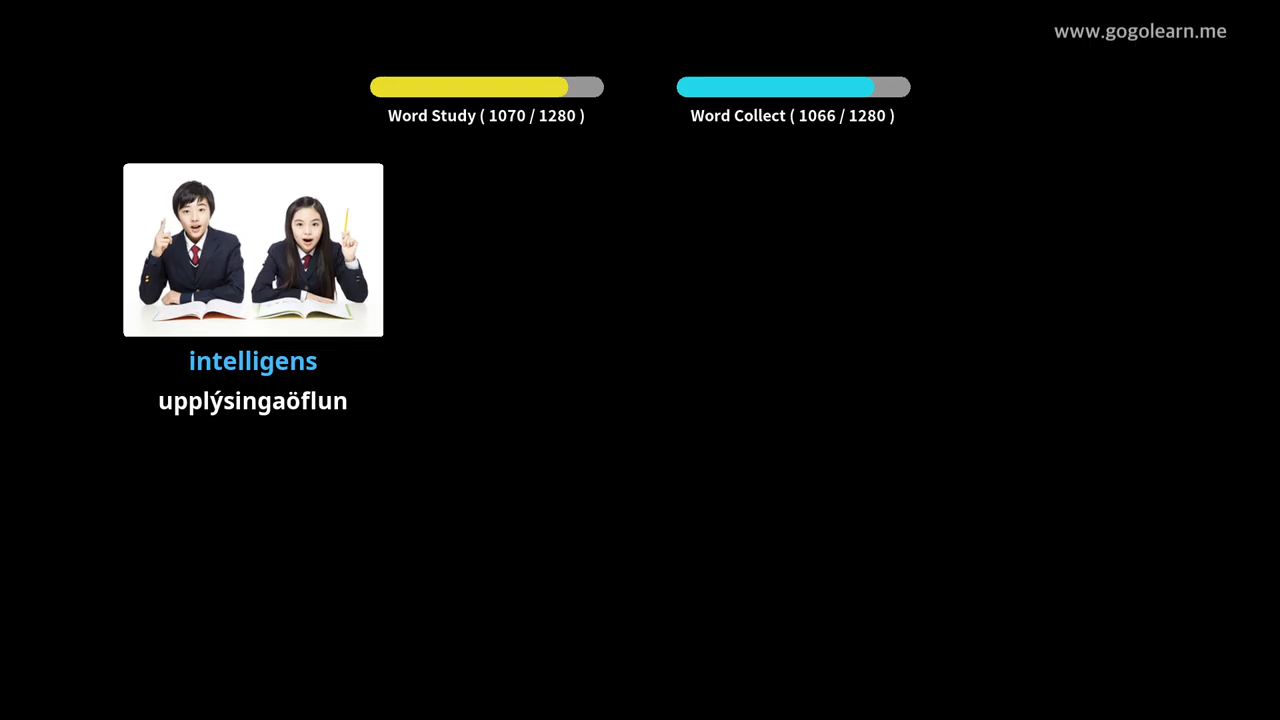 www.gogolearn.me
Word Study ( 1070 / 1280 )
Word Collect ( 1066 / 1280 )
intelligens
upplýsingaöflun